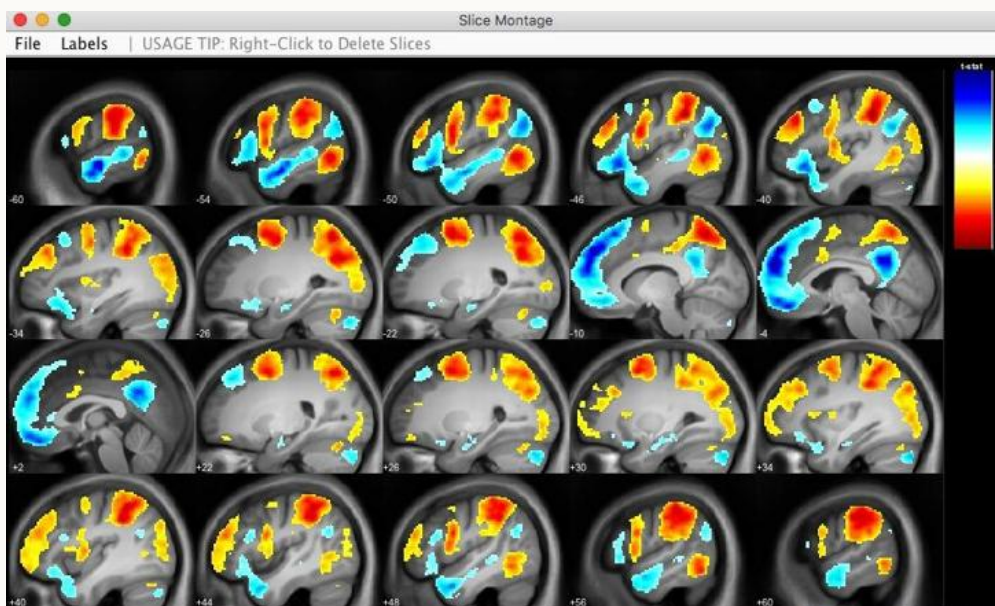 Slice Montage
File Labels | USAGE TIP: Right-Click to Delete Slices
t-stat
-60 -54 -50 -46 -40
-34 -26 -22 -10 -4
+2 +22 +26 +30 +34
+40 +44 +48 +56 +60